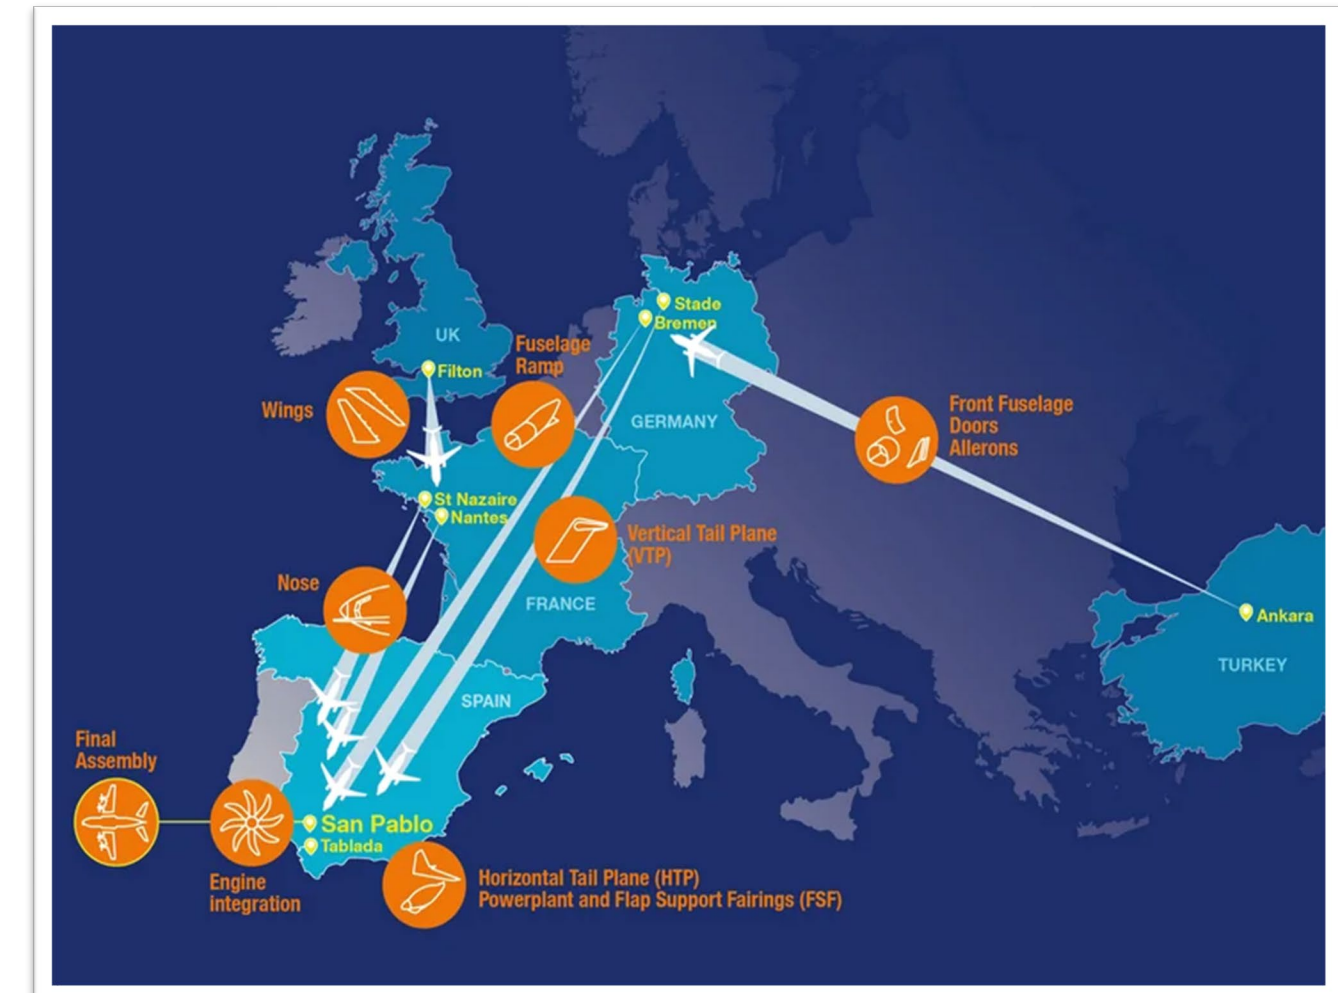 Stade
Bremen
UK
Fuselage
Ramp
Filton
Wings
GERMANY
Front Fuselage
Doors
Allerons
St Nazaire
Nantes
Vertical Tail Plane
(VTP)
Nose
FRANCE
Ankara
TURKEY
SPAIN
Final
Assembly
San Pablo
Tablada
Engine
integration
Horizontal Tail Plane (HTP)
Powerplant and Flap Support Fairings (FSF)